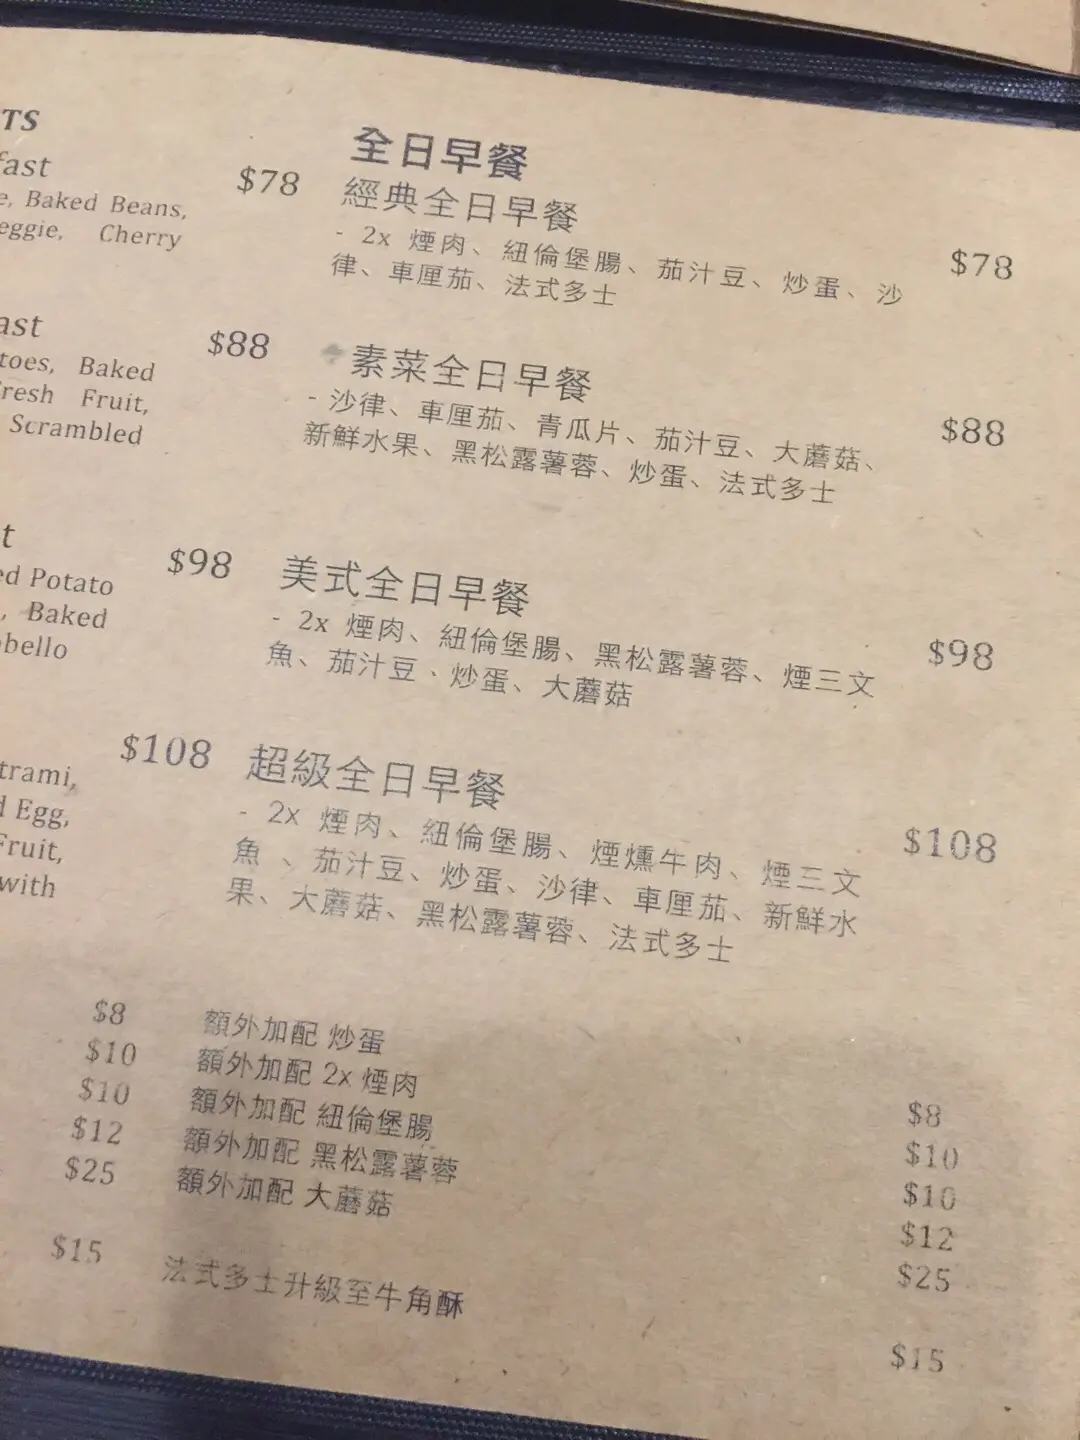 TS
fast
$78
e, Baked Beans,
eggie, Cherry
ast
$88
toes, Baked
Fresh Fruit,
Scrambled
t
$98
ed Potato
, Baked
obello
$108
trami,
d Egg,
Fruit,
with
$8
$10
$10
$12
$25
$15
全日早餐
經典全日早餐
$78
- 2x 煙肉、紐倫堡腸、茄汁豆、炒蛋、沙
律、車厘茄、法式多士
素菜全日早餐
$88
- 沙律、車厘茄、青瓜片、茄汁豆、大蘑菇、
新鮮水果、黑松露薯蓉、炒蛋、法式多士
美式全日早餐
$98
- 2x 煙肉、紐倫堡腸、黑松露薯蓉、煙三文
魚、茄汁豆、炒蛋、大蘑菇
超級全日早餐
$108
- 2x 煙肉、紐倫堡腸、煙燻牛肉、煙三文
魚、茄汁豆、炒蛋、沙律、車厘茄、新鮮水
果、大蘑菇、黑松露薯蓉、法式多士
額外加配 炒蛋 $8
額外加配 2x 煙肉 $10
額外加配 紐倫堡腸 $10
額外加配 黑松露薯蓉 $12
額外加配 大蘑菇 $25
法式多士升級至牛角酥 $15